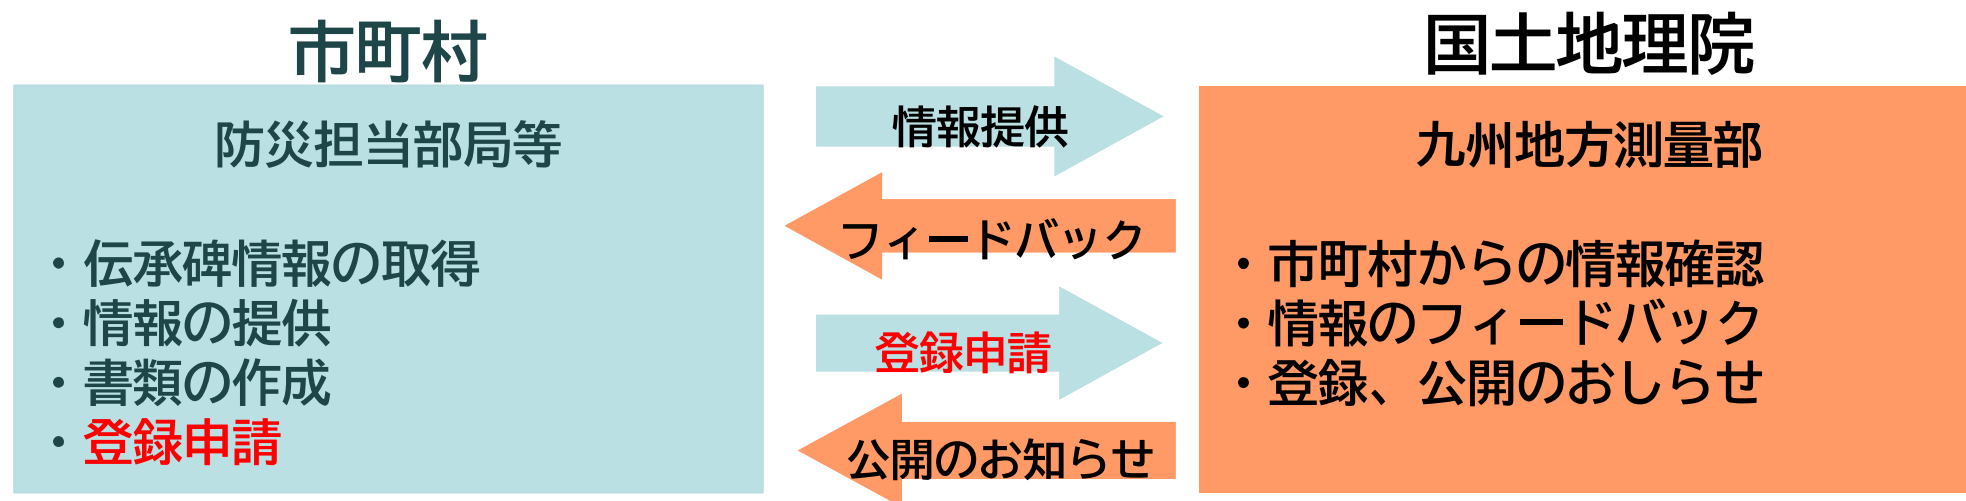 市町村
防災担当部局等
・伝承碑情報の取得
・情報の提供
・書類の作成
・登録申請
情報提供
フィードバック
登録申請
公開のお知らせ
国土地理院
九州地方測量部
・市町村からの情報確認
・情報のフィードバック
・登録、公開のおしらせ